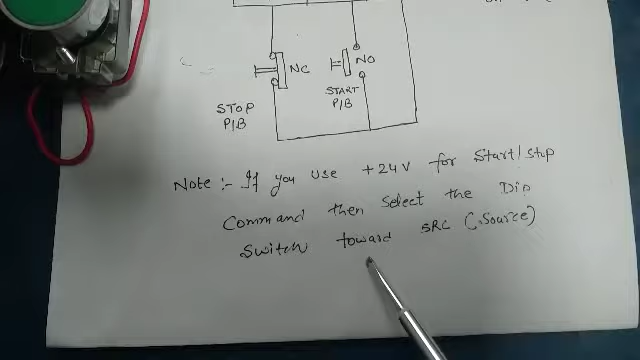 NC
NO
STOP
P/B
START
P/B
Note :- If you use +24V for Start/stop
Command then select the Dip
Switch toward SRC (Source)